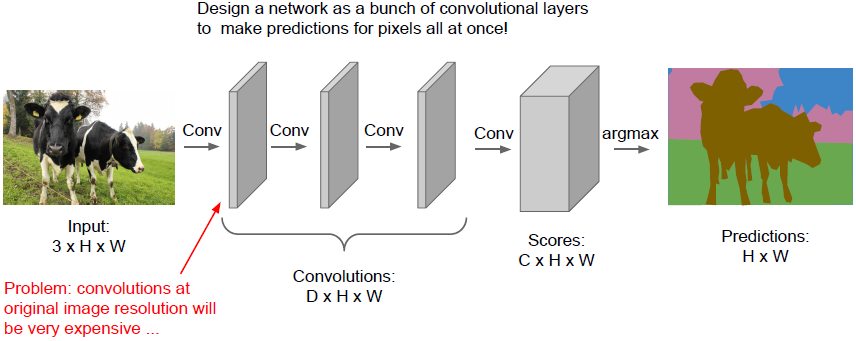 Design a network as a bunch of convolutional layers
to make predictions for pixels all at once!
Conv
Conv
Conv
Conv
argmax
Input:
3 x H x W
Convolutions:
D x H x W
Scores:
C x H x W
Predictions:
H x W
Problem: convolutions at
original image resolution will
be very expensive ...